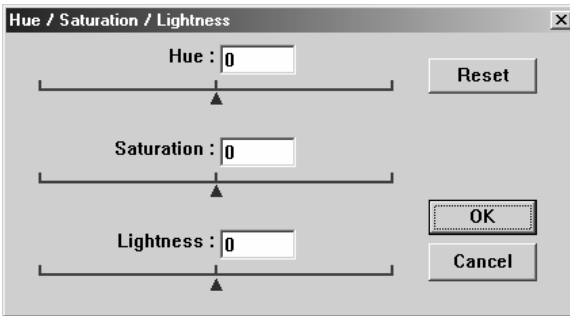 Hue / Saturation / Lightness
Hue : 0
Reset
Saturation : 0
OK
Lightness : 0
Cancel